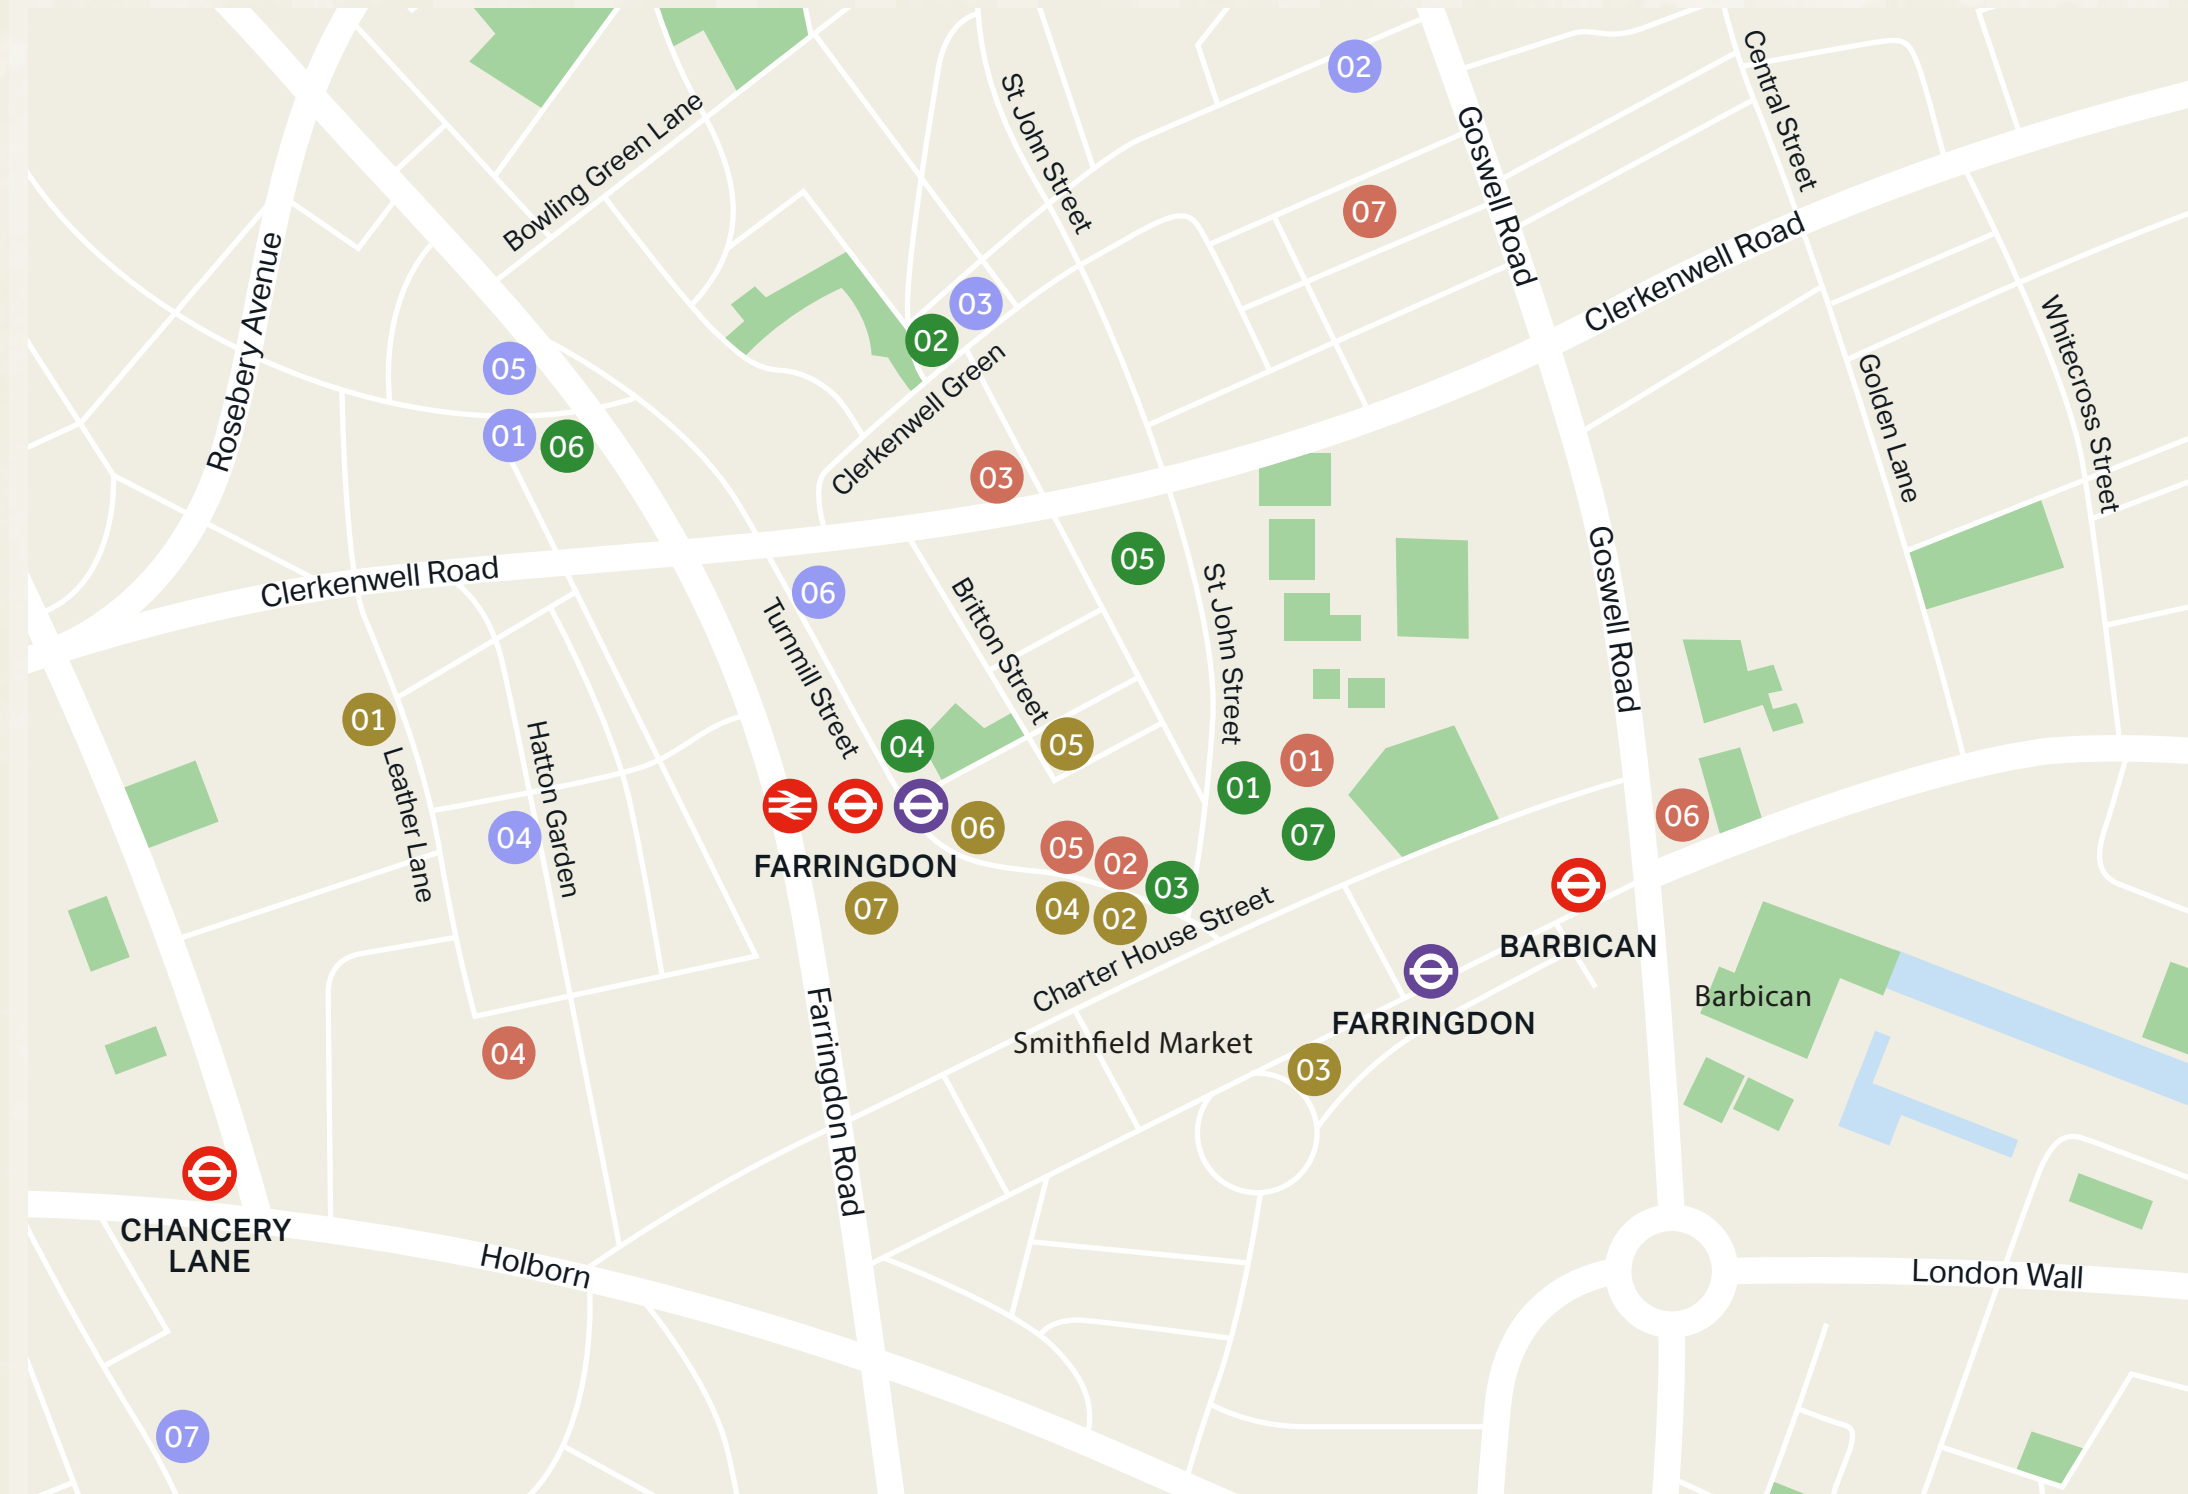 02
Central Street
St John Street
Bowling Green Lane
Goswell Road
07
Rosebery Avenue
Clerkenwell Road
03
02
Whitecross Street
05
Clerkenwell Green
Golden Lane
01
06
03
Clerkenwell Road
05
Goswell Road
06
Turnmill Street
Britton Street
St John Street
01
Leather Lane
Hatton Garden
04
05
01
01
04
06
05
02
07
06
FARRINGDON
03
07
04
02
Charter House Street
BARBICAN
Barbican
FARRINGDON
Smithfield Market
04
03
Farringdon Road
CHANCERY
LANE
Holborn
London Wall
07